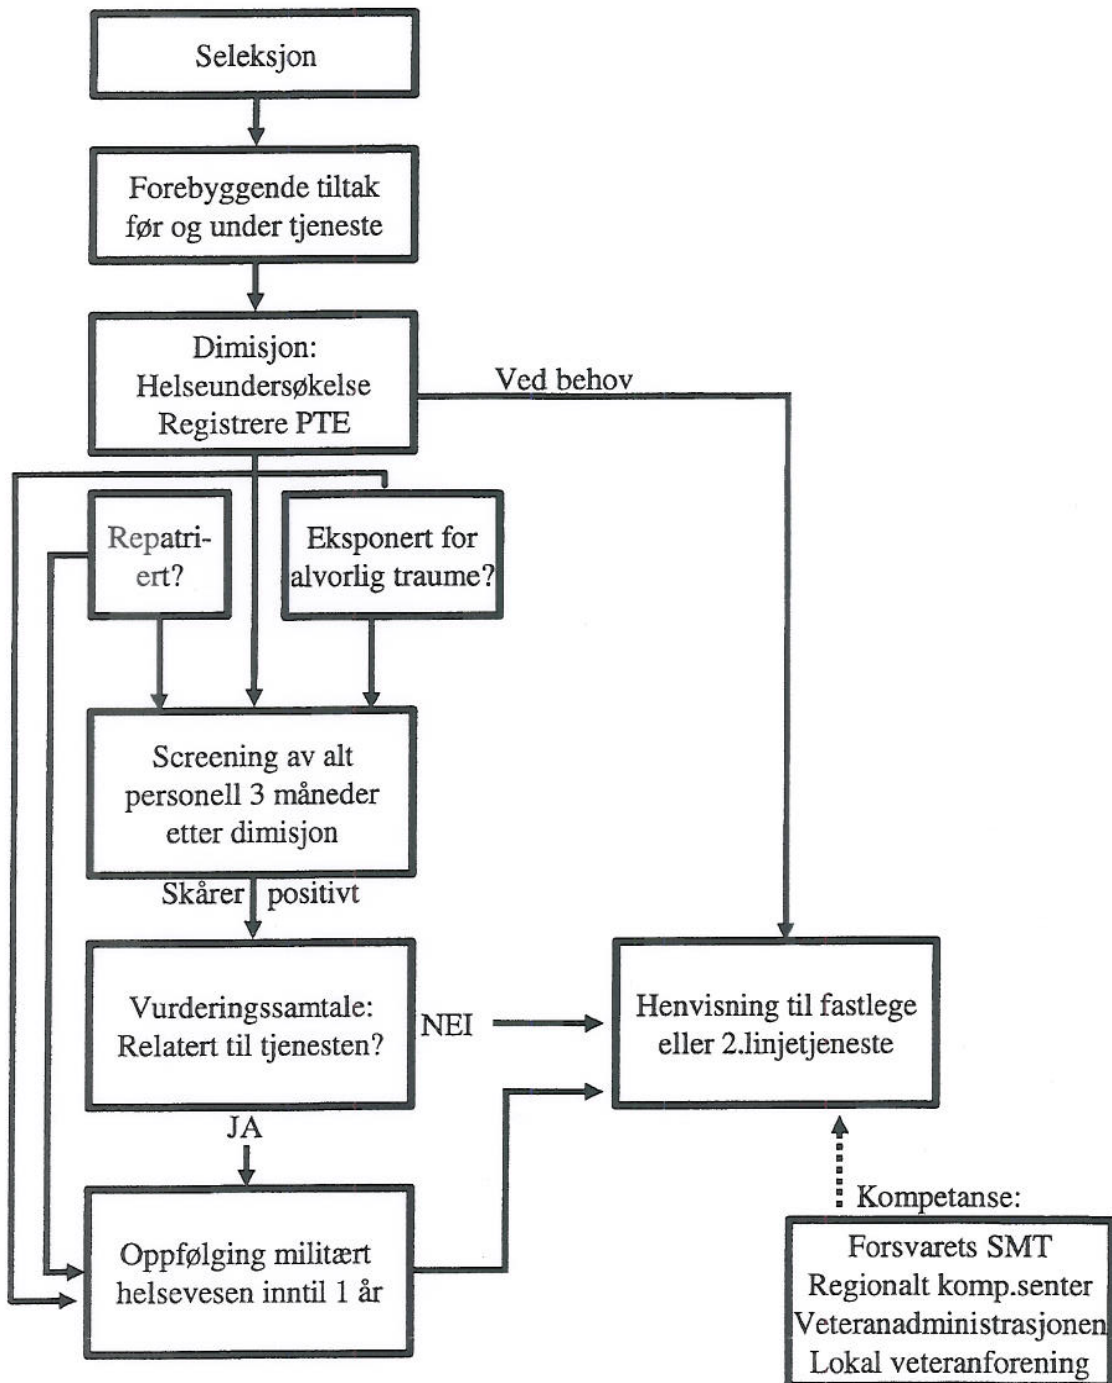 Seleksjon
Forebyggende tiltak
før og under tjeneste
Dimisjon:
Helseundersøkelse
Registrere PTE
Ved behov
Repatri-
ert?
Eksponert for
alvorlig traume?
Screening av alt
personell 3 måneder
etter dimisjon
Skårer positivt
Vurderingssamtale:
Relatert til tjenesten?
NEI
Henvisning til fastlege
eller 2.linjetjeneste
JA
Oppfølging militært
helsevesen inntil 1 år
Kompetanse:
Forsvarets SMT
Regionalt komp.senter
Veteranadministrasjonen
Lokal veteranforening